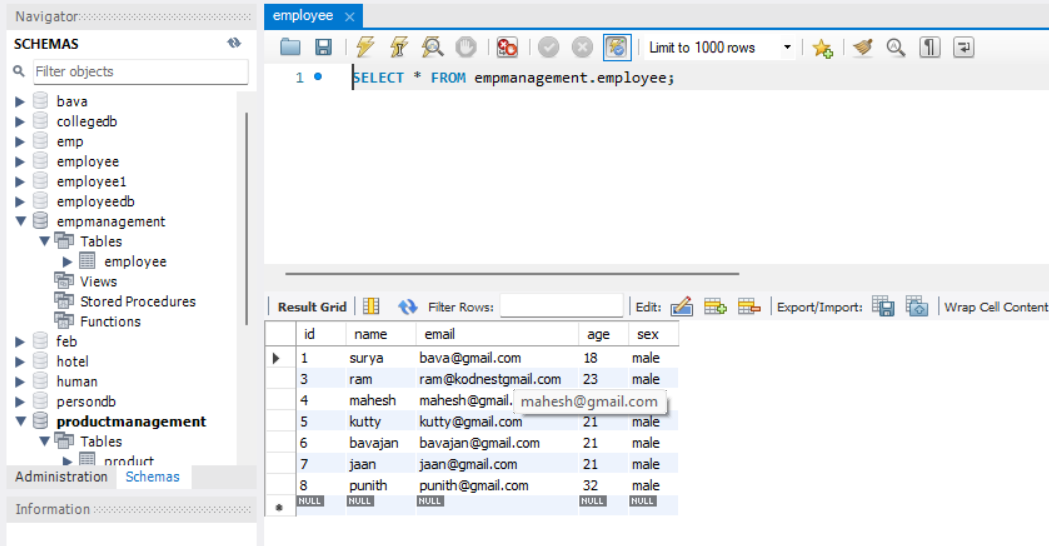 Navigator
SCHEMAS
Filter objects
bava
collegedb
emp
employee
employee1
employeedb
empmanagement
Tables
employee
Views
Stored Procedures
Functions
feb
hotel
human
persondb
productmanagement
Tables
product
Administration Schemas
Information
employee
Limit to 1000 rows
1 SELECT * FROM empmanagement.employee;
Result Grid Filter Rows: Edit: Export/Import: Wrap Cell Content
id name email age sex
1 surya bava@gmail.com 18 male
3 ram ram@kodnestgmail.com 23 male
4 mahesh mahesh@gmail. mahesh@gmail.com
5 kutty kutty@gmail.com 21 male
6 bavajan bavajan@gmail.com 21 male
7 jaan jaan@gmail.com 21 male
8 punith punith@gmail.com 32 male
NULL NULL NULL NULL NULL